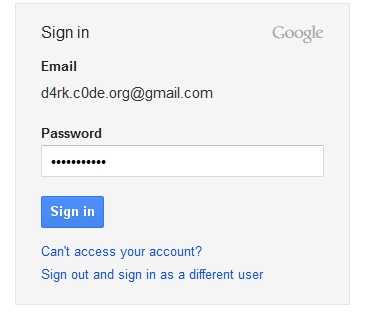 Sign in Google
Email
d4rk.c0de.org@gmail.com
Password
•••••••••••
Sign in
Can't access your account?
Sign out and sign in as a different user